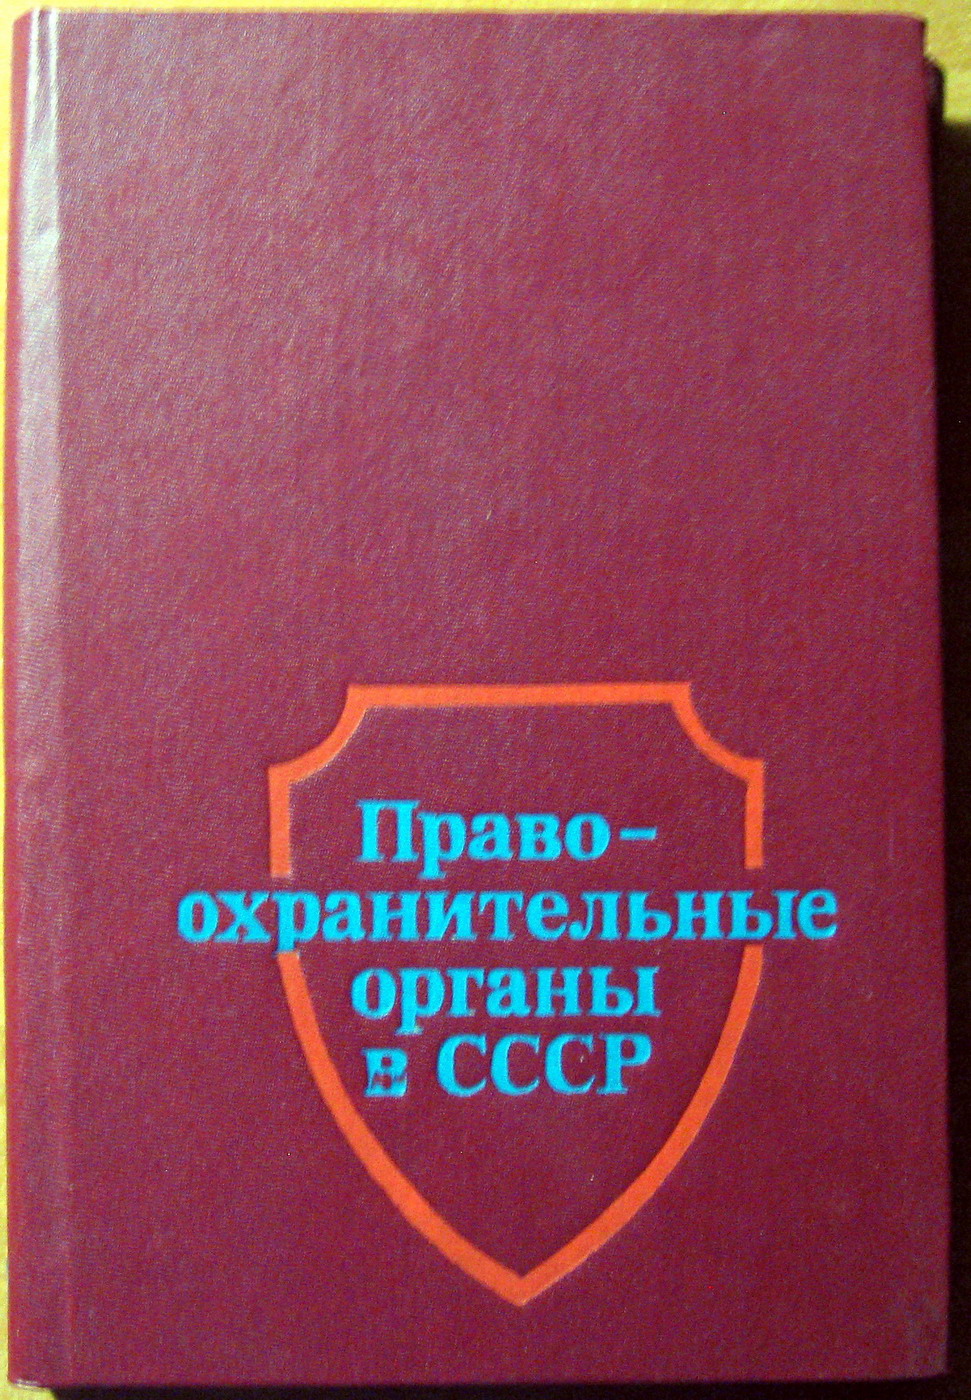 Право-
охранительные
органы
в СССР